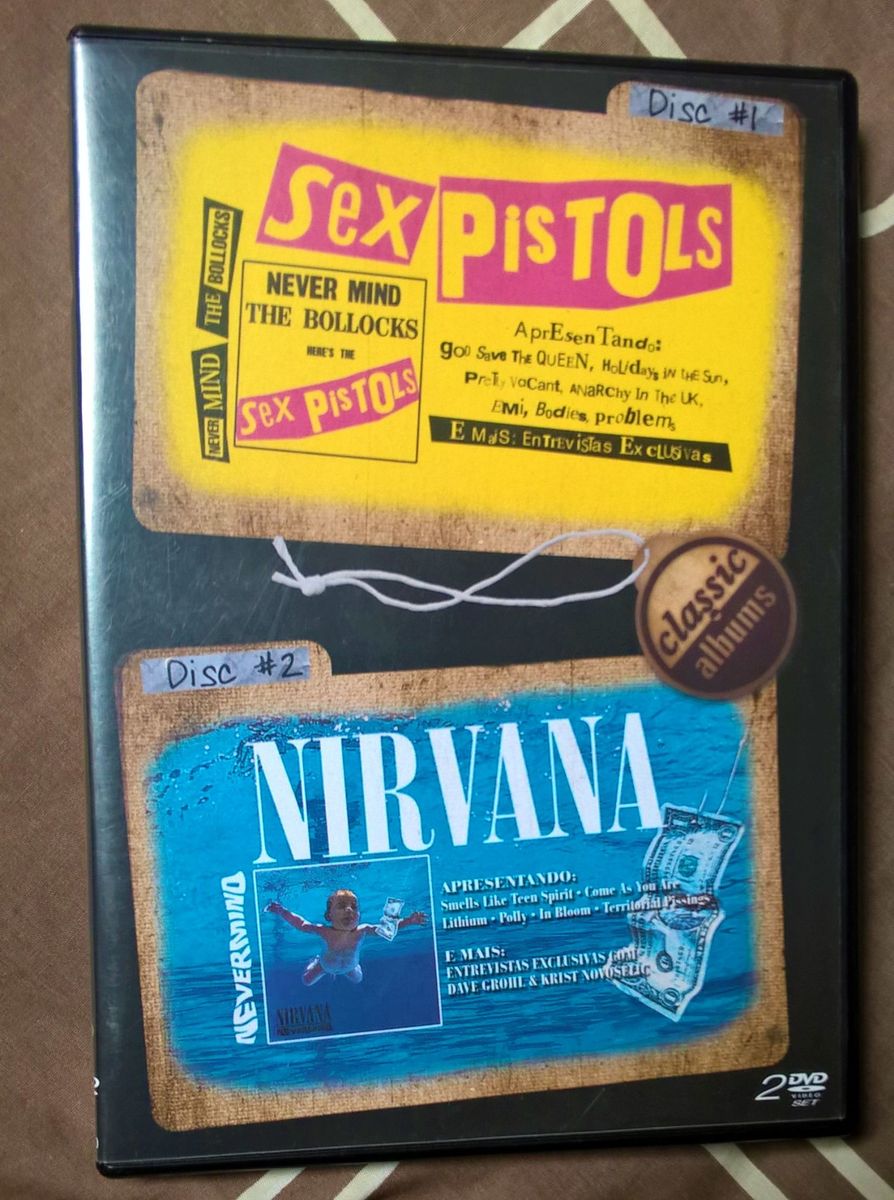 Disc #1
Sex PiSTOLS
NEVER MIND THE BOLLOCKS
NEVER MIND
THE BOLLOCKS
HERE'S THE
Sex PiSTOLS
AprEsenTando:
goD Save The QUEEN, HoLidays iN tHE Sun,
PreTty VaCant, ANARCHy In The UK,
EMi, Bodies, problems
E MaiS: EnTREViSTas ExCLUSiVas
classic
albums
Disc #2
NIRVANA
NEVERMIND
NIRVANA
APRESENTANDO:
Smells Like Teen Spirit • Come As You Are
Lithium • Polly • In Bloom • Territorial Pissings
E MAIS:
ENTREVISTAS EXCLUSIVAS COM
DAVE GROHL & KRIST NOVOSELIC
2 DVD
VIDEO
SET